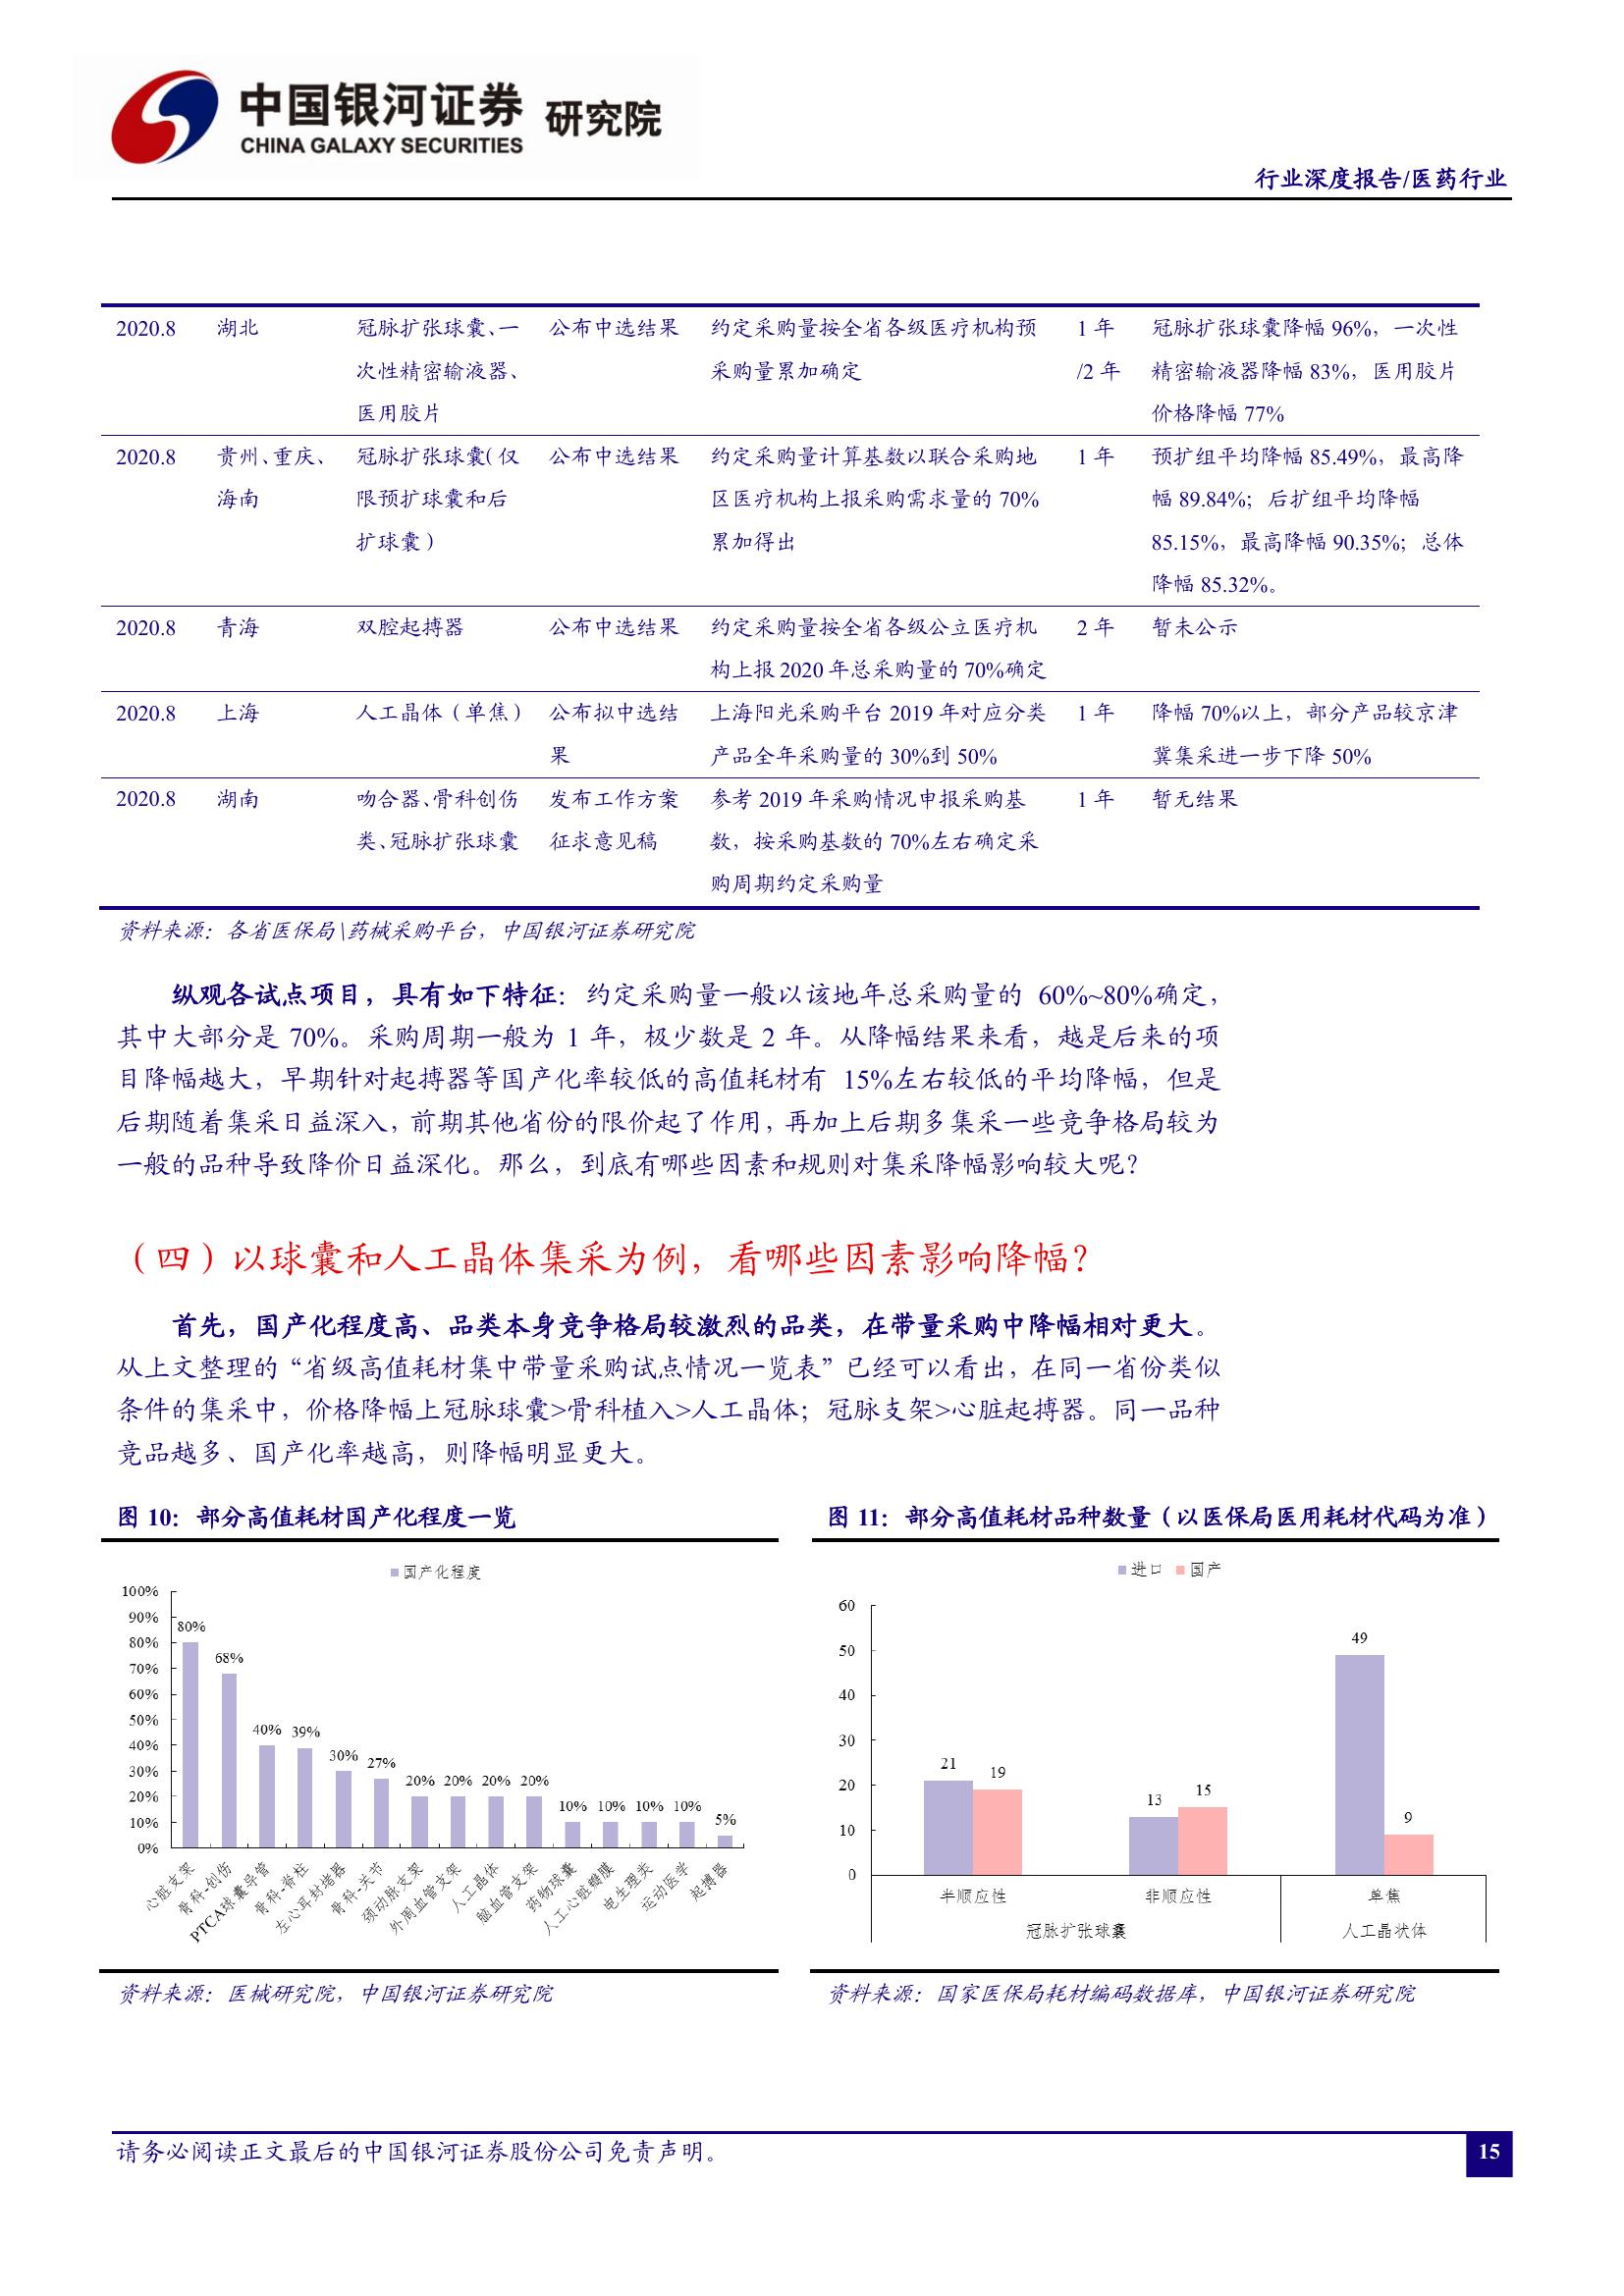 中国银河证券 研究院
CHINA GALAXY SECURITIES
行业深度报告/医药行业
2020.8 湖北 冠脉扩张球囊、一 公布中选结果 约定采购量按全省各级医疗机构预 1 年 冠脉扩张球囊降幅 96%，一次性
次性精密输液器、 采购量累加确定 /2 年 精密输液器降幅 83%，医用胶片
医用胶片 价格降幅 77%
2020.8 贵州、重庆、 冠脉扩张球囊（仅 公布中选结果 约定采购量计算基数以联合采购地 1 年 预扩组平均降幅 85.49%，最高降
海南 限预扩球囊和后 区医疗机构上报采购需求量的 70% 幅 89.84%；后扩组平均降幅
扩球囊） 累加得出 85.15%，最高降幅 90.35%；总体
降幅 85.32%。
2020.8 青海 双腔起搏器 公布中选结果 约定采购量按全省各级公立医疗机 2 年 暂未公示
构上报 2020 年总采购量的 70%确定
2020.8 上海 人工晶体（单焦） 公布拟中选结 上海阳光采购平台 2019 年对应分类 1 年 降幅 70%以上，部分产品较京津
果 产品全年采购量的 30%到 50% 冀集采进一步下降 50%
2020.8 湖南 吻合器、骨科创伤 发布工作方案 参考 2019 年采购情况申报采购基 1 年 暂无结果
类、冠脉扩张球囊 征求意见稿 数，按采购基数的 70%左右确定采
购周期约定采购量
资料来源：各省医保局\药械采购平台，中国银河证券研究院
纵观各试点项目，具有如下特征：约定采购量一般以该地年总采购量的 60%~80%确定，
其中大部分是 70%。采购周期一般为 1 年，极少数是 2 年。从降幅结果来看，越是后来的项
目降幅越大，早期针对起搏器等国产化率较低的高值耗材有 15%左右较低的平均降幅，但是
后期随着集采日益深入，前期其他省份的限价起了作用，再加上后期多集采一些竞争格局较为
一般的品种导致降价日益深化。那么，到底有哪些因素和规则对集采降幅影响较大呢？
（四）以球囊和人工晶体集采为例，看哪些因素影响降幅？
首先，国产化程度高、品类本身竞争格局较激烈的品类，在带量采购中降幅相对更大。
从上文整理的“省级高值耗材集中带量采购试点情况一览表”已经可以看出，在同一省份类似
条件的集采中，价格降幅上冠脉球囊>骨科植入>人工晶体；冠脉支架>心脏起搏器。同一品种
竞品越多、国产化率越高，则降幅明显更大。
图 10：部分高值耗材国产化程度一览
国产化程度
100%
90%
80%
70%
60%
50%
40%
30%
20%
10%
0%
80% 68% 40% 39% 30% 27% 20% 20% 20% 20% 10% 10% 10% 10% 5%
心脏支架 骨科-创伤 PTCA球囊导管 骨科-脊柱 左心耳封堵器 骨科-关节 颈动脉支架 外周血管支架 人工晶体 脑血管支架 药物球囊 人工心脏瓣膜 电生理类 运动医学 起搏器
资料来源：医械研究院，中国银河证券研究院
图 11：部分高值耗材品种数量（以医保局医用耗材代码为准）
进口 国产
60
50
40
30
20
10
0
21 19 13 15 49 9
半顺应性 非顺应性 单焦
冠脉扩张球囊 人工晶状体
资料来源：国家医保局耗材编码数据库，中国银河证券研究院
请务必阅读正文最后的中国银河证券股份公司免责声明。
15